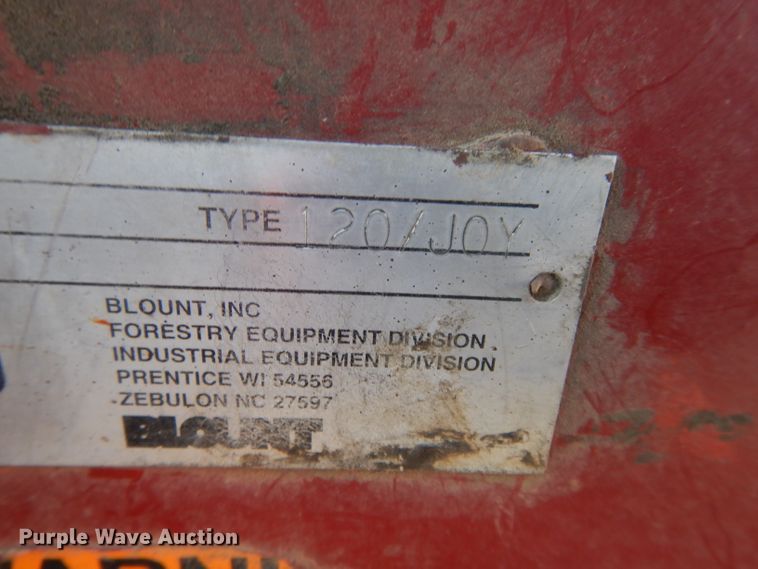 TYPE 120/JOY
BLOUNT, INC
FORESTRY EQUIPMENT DIVISION
INDUSTRIAL EQUIPMENT DIVISION
PRENTICE WI 54556
ZEBULON NC 27597
BLOUNT
Purple Wave Auction